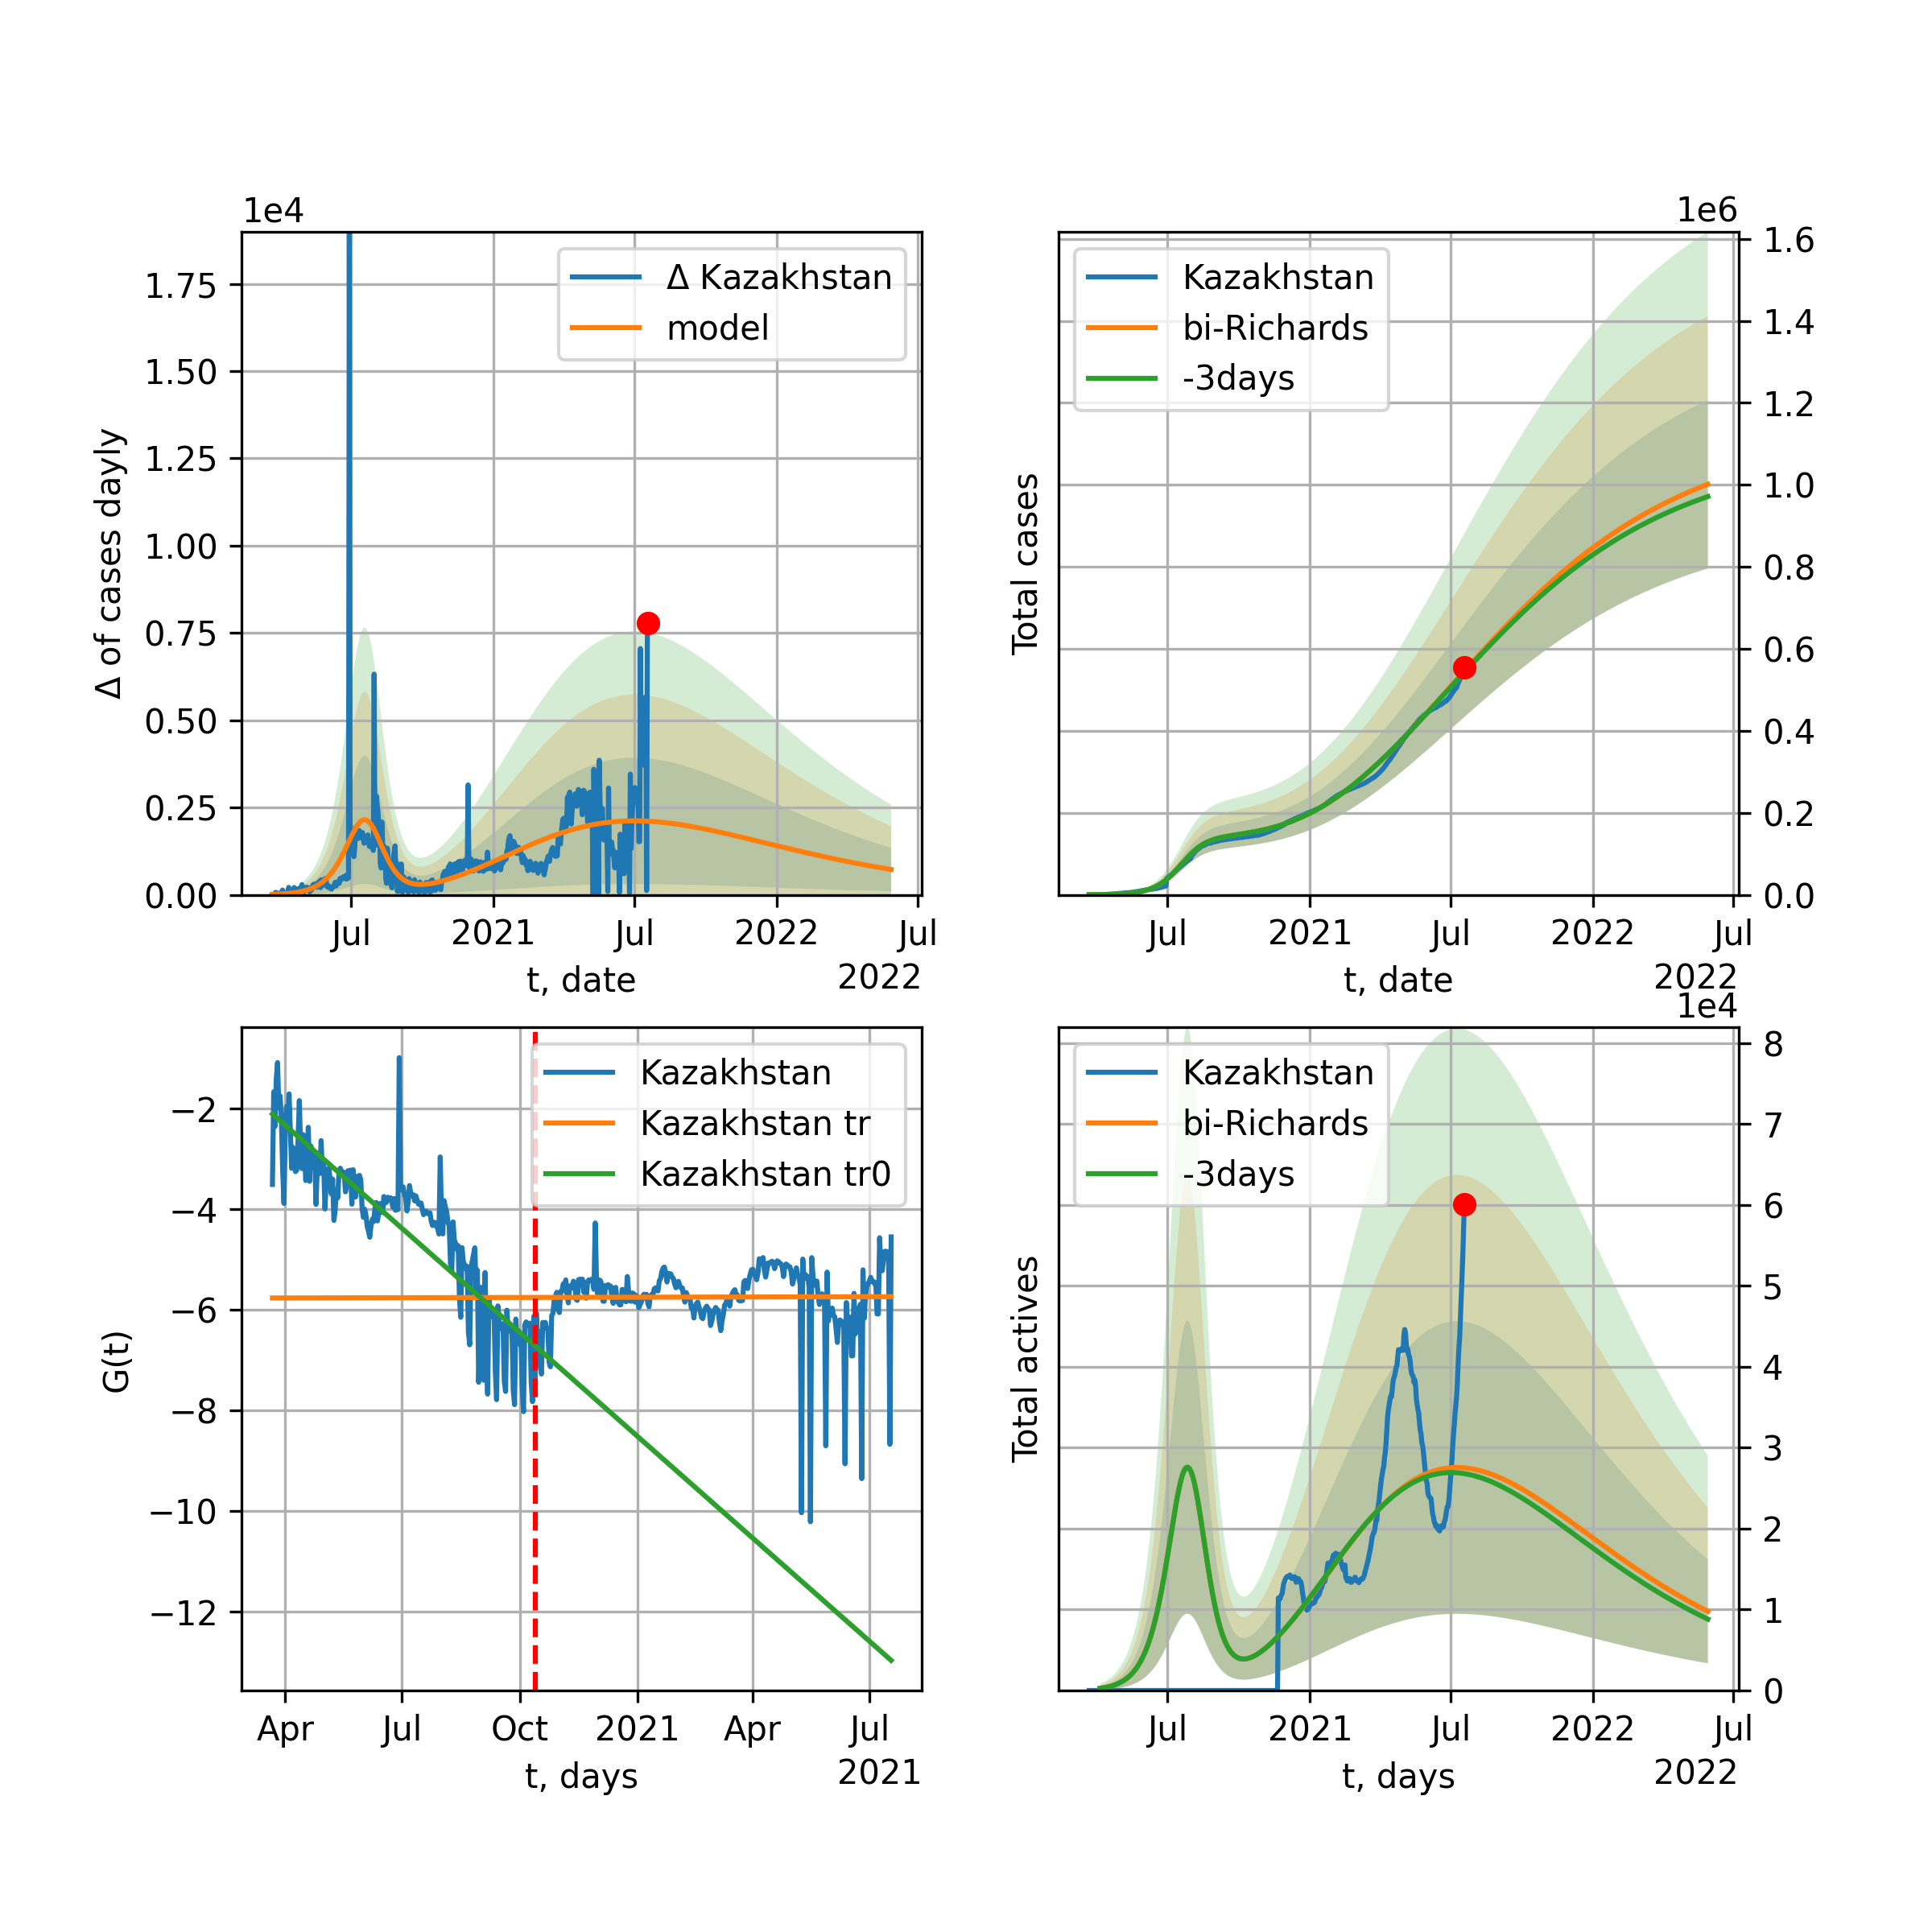 1e4
1.75
1.50
1.25
1.00
0.75
0.50
0.25
0.00
Δ of cases dayly
Δ Kazakhstan
model
Jul
2021
Jul
2022
Jul
t, date
2022
1e6
1.6
1.4
1.2
1.0
0.8
0.6
0.4
0.2
0.0
Total cases
Kazakhstan
bi-Richards
-3days
Jul
2021
Jul
2022
Jul
t, date
2022
−2
−4
−6
−8
−10
−12
G(t)
Kazakhstan
Kazakhstan tr
Kazakhstan tr0
Apr
Jul
Oct
2021
Apr
Jul
t, days
2021
1e4
8
7
6
5
4
3
2
1
0
Total actives
Kazakhstan
bi-Richards
-3days
Jul
2021
Jul
2022
Jul
t, days
2022